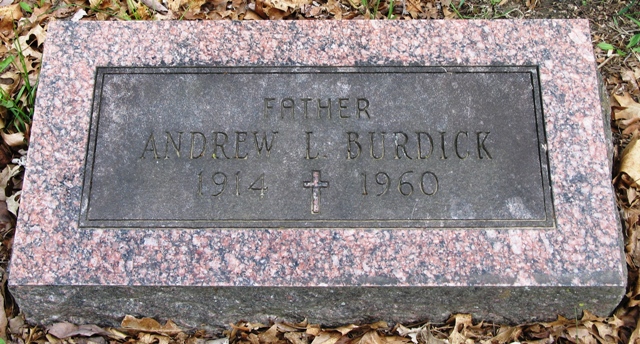 FATHER
ANDREW L. BURDICK
1914 ✝ 1960